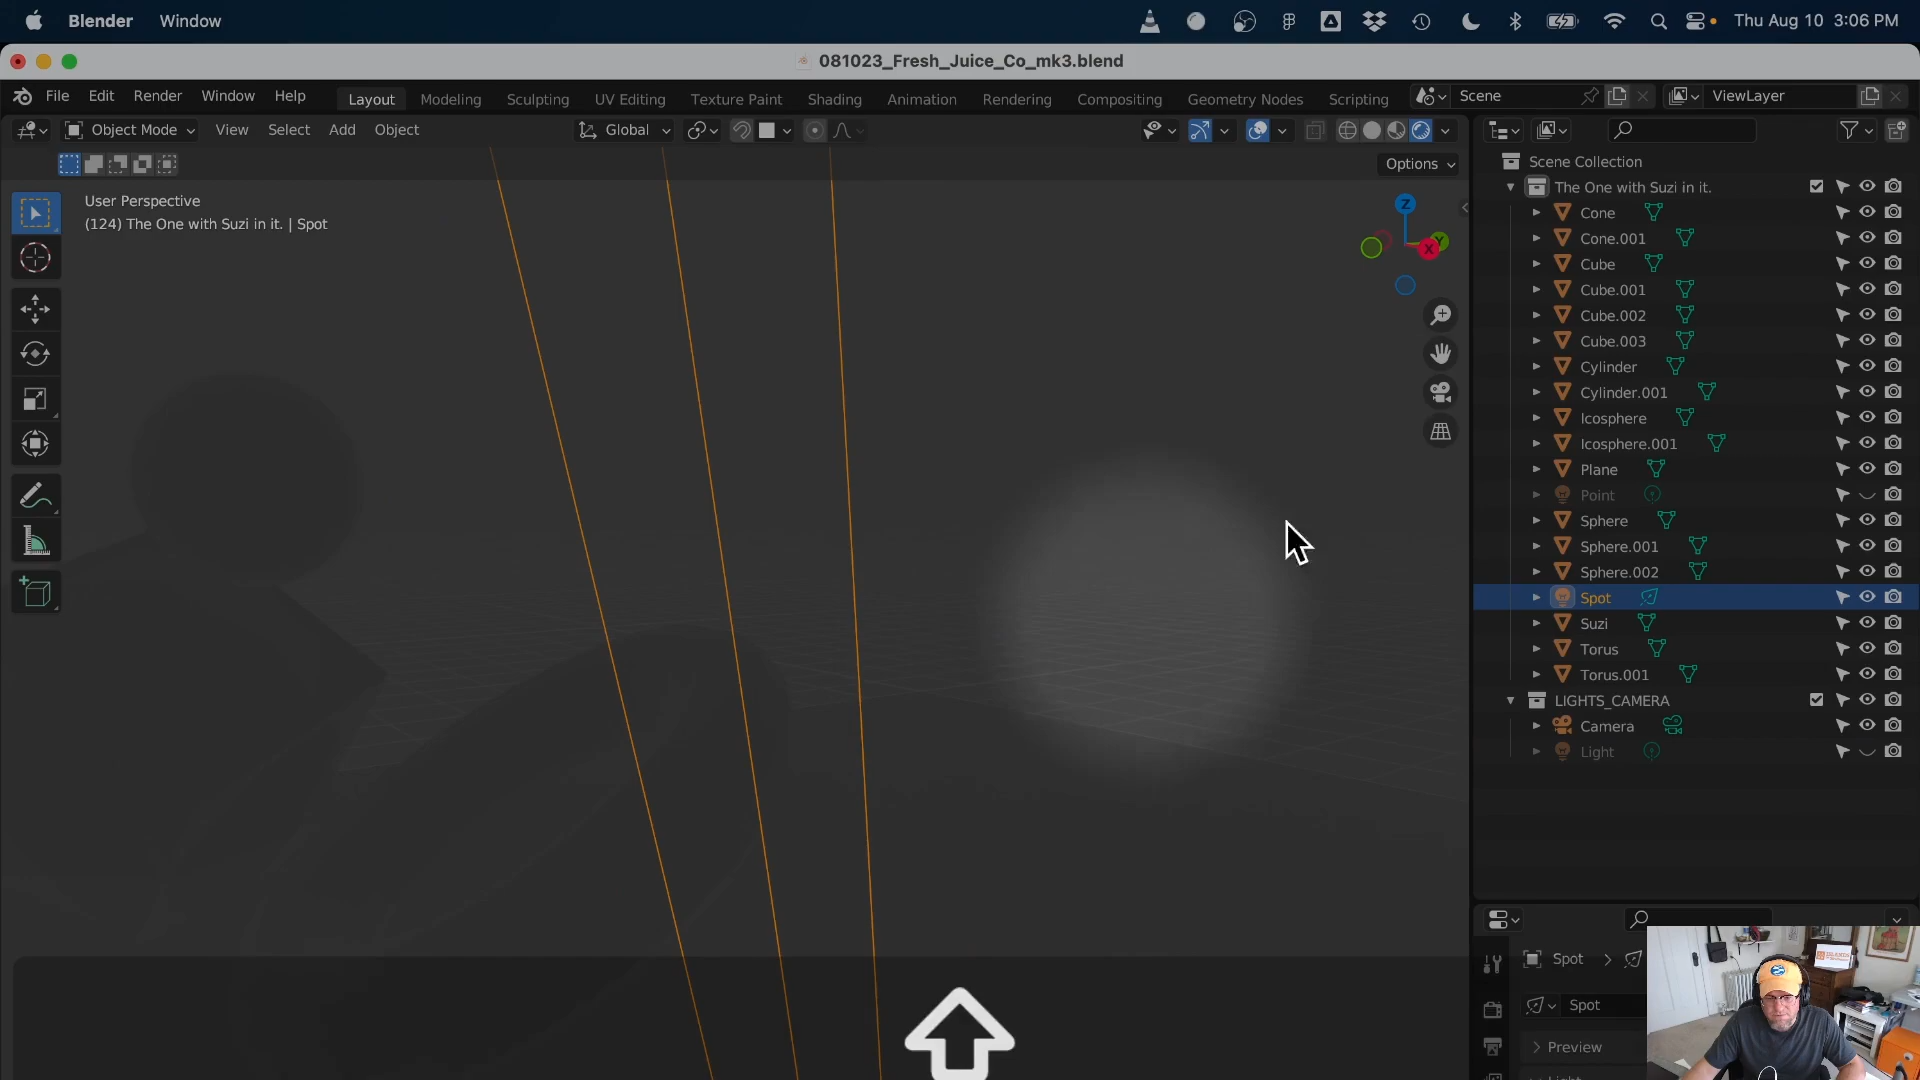 Blender Window Thu Aug 10 3:06 PM
081023_Fresh_Juice_Co_mk3.blend
File Edit Render Window Help Layout Modeling Sculpting UV Editing Texture Paint Shading Animation Rendering Compositing Geometry Nodes Scripting Scene ViewLayer
Object Mode View Select Add Object Global
Options
User Perspective
(124) The One with Suzi in it. | Spot
Z
Y
X
Scene Collection
The One with Suzi in it.
Cone
Cone.001
Cube
Cube.001
Cube.002
Cube.003
Cylinder
Cylinder.001
Icosphere
Icosphere.001
Plane
Point
Sphere
Sphere.001
Sphere.002
Spot
Suzi
Torus
Torus.001
LIGHTS_CAMERA
Camera
Light
Spot
Spot
Preview